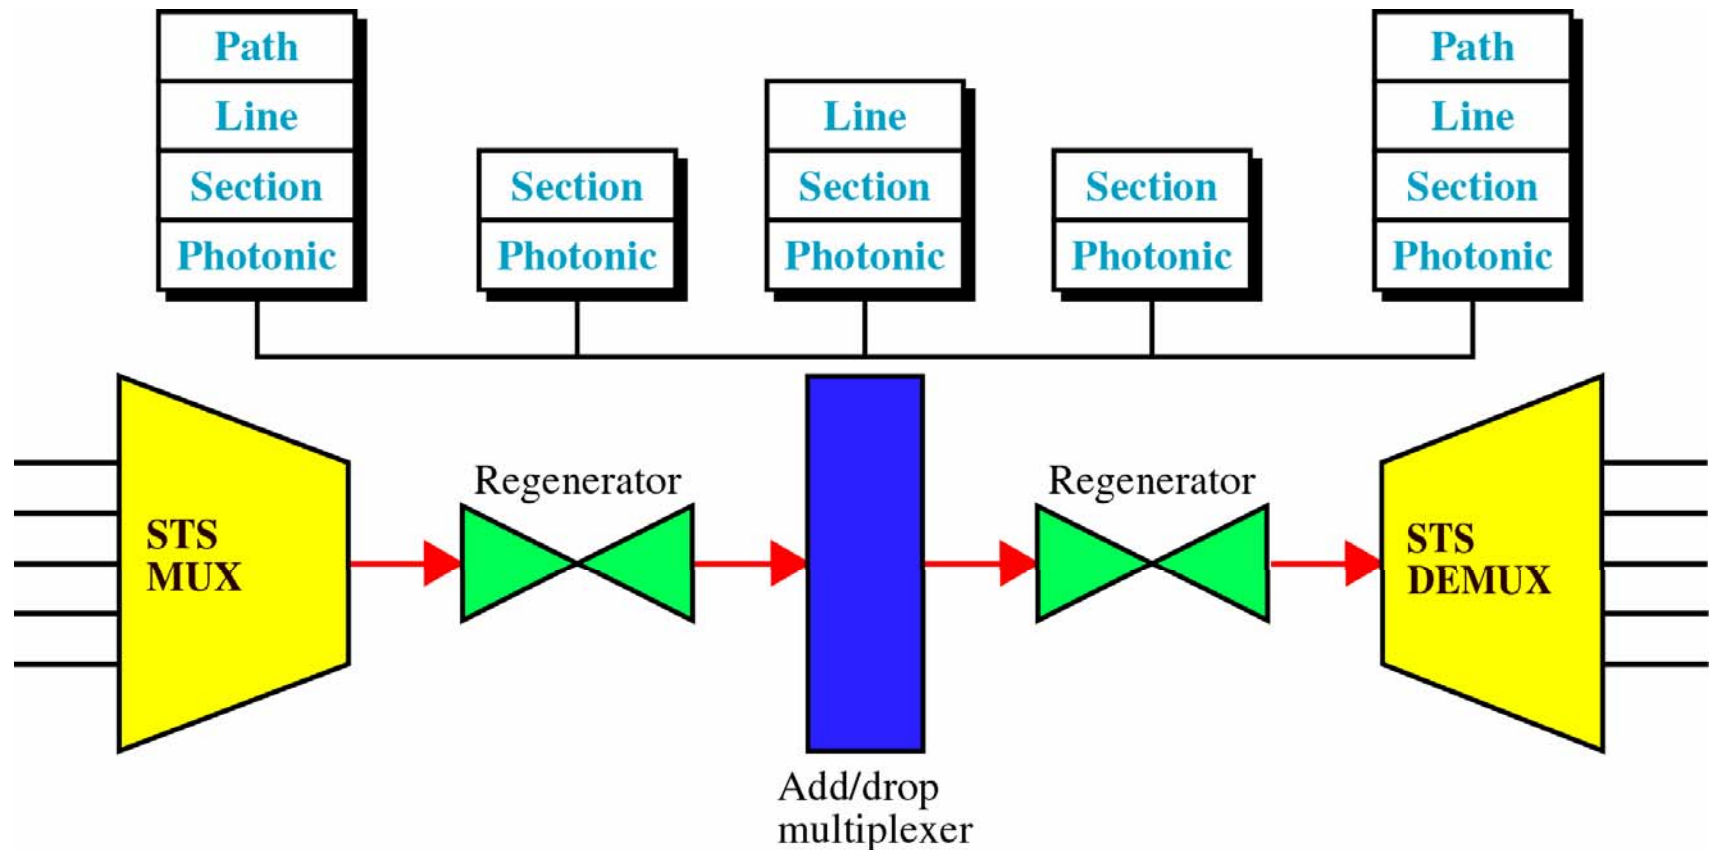 Path
Line
Section
Photonic
Section
Photonic
Line
Section
Photonic
Section
Photonic
Path
Line
Section
Photonic
STS
MUX
Regenerator
Add/drop
multiplexer
Regenerator
STS
DEMUX